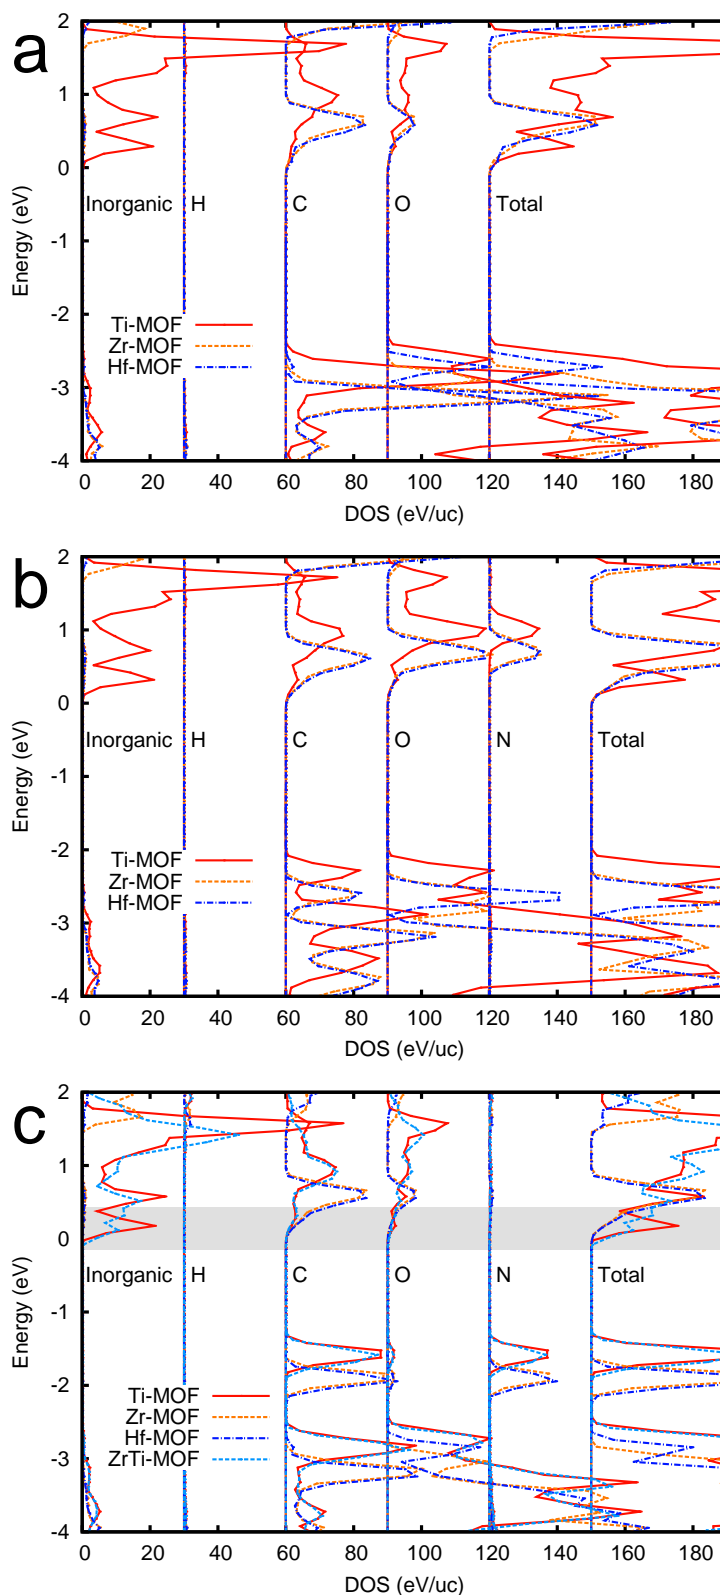 a
2
1
0
-1
-2
-3
-4
Energy (eV)
Inorganic H C O Total
Ti-MOF
Zr-MOF
Hf-MOF
0 20 40 60 80 100 120 140 160 180
DOS (eV/uc)
b
2
1
0
-1
-2
-3
-4
Energy (eV)
Inorganic H C O N Total
Ti-MOF
Zr-MOF
Hf-MOF
0 20 40 60 80 100 120 140 160 180
DOS (eV/uc)
c
2
1
0
-1
-2
-3
-4
Energy (eV)
Inorganic H C O N Total
Ti-MOF
Zr-MOF
Hf-MOF
ZrTi-MOF
0 20 40 60 80 100 120 140 160 180
DOS (eV/uc)